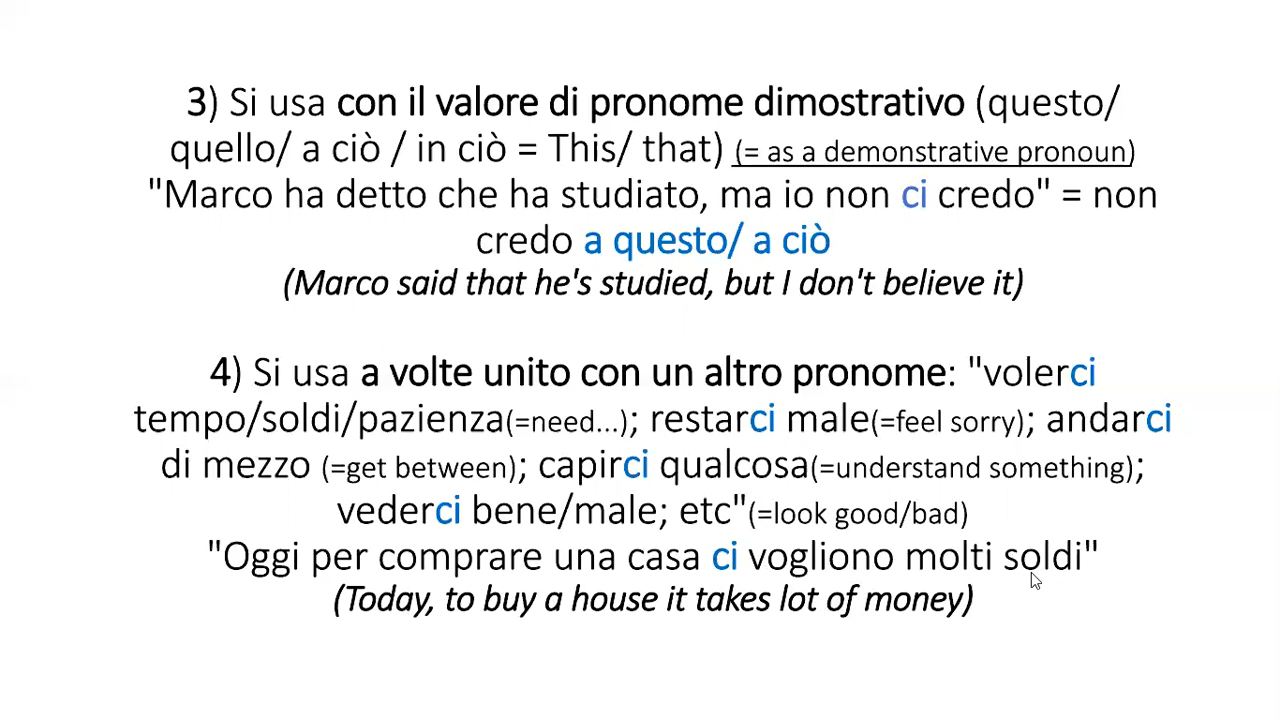 3) Si usa con il valore di pronome dimostrativo (questo/
quello/ a ciò / in ciò = This/ that) (= as a demonstrative pronoun)
"Marco ha detto che ha studiato, ma io non ci credo" = non
credo a questo/ a ciò
(Marco said that he's studied, but I don't believe it)
4) Si usa a volte unito con un altro pronome: "volerci
tempo/soldi/pazienza(=need...); restarci male(=feel sorry); andarci
di mezzo (=get between); capirci qualcosa(=understand something);
vederci bene/male; etc"(=look good/bad)
"Oggi per comprare una casa ci vogliono molti soldi"
(Today, to buy a house it takes lot of money)